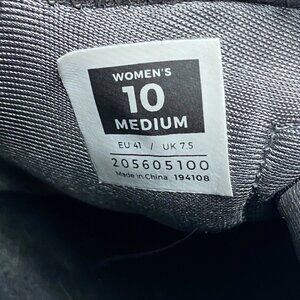 WOMEN'S
10
MEDIUM
EU 41 / UK 7.5
205605100
Made in China 194108